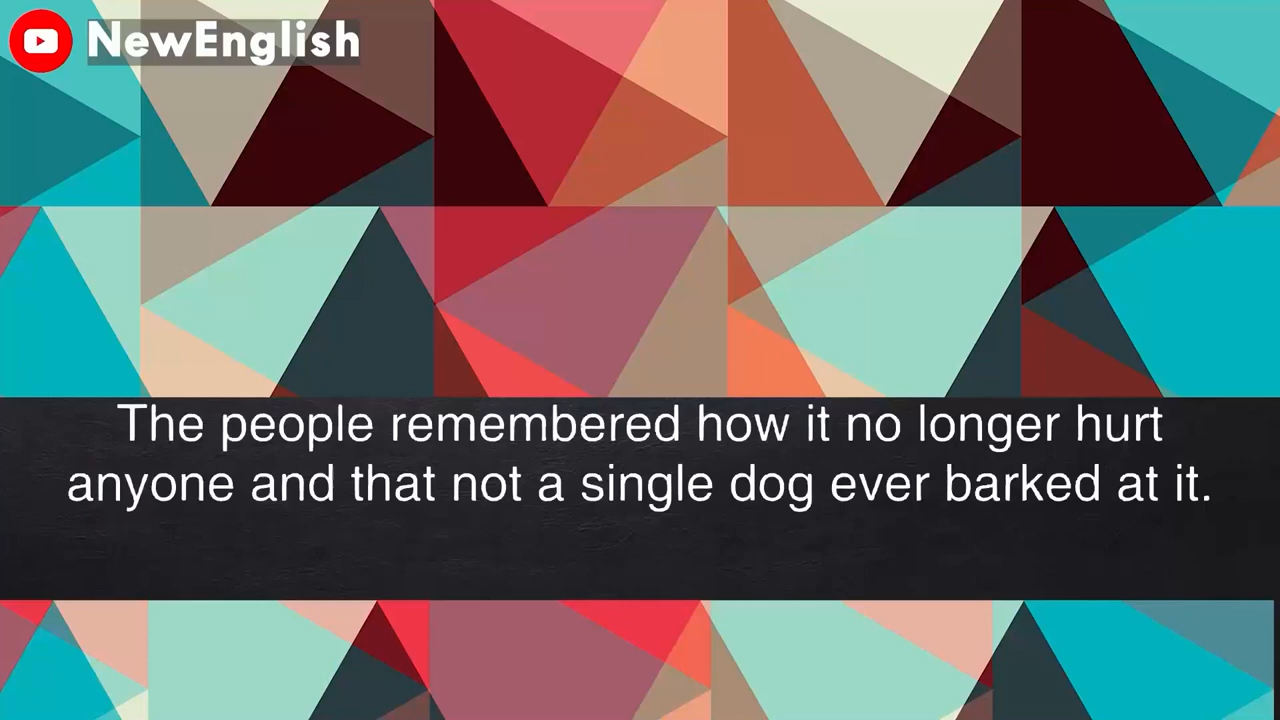 NewEnglish
The people remembered how it no longer hurt
anyone and that not a single dog ever barked at it.